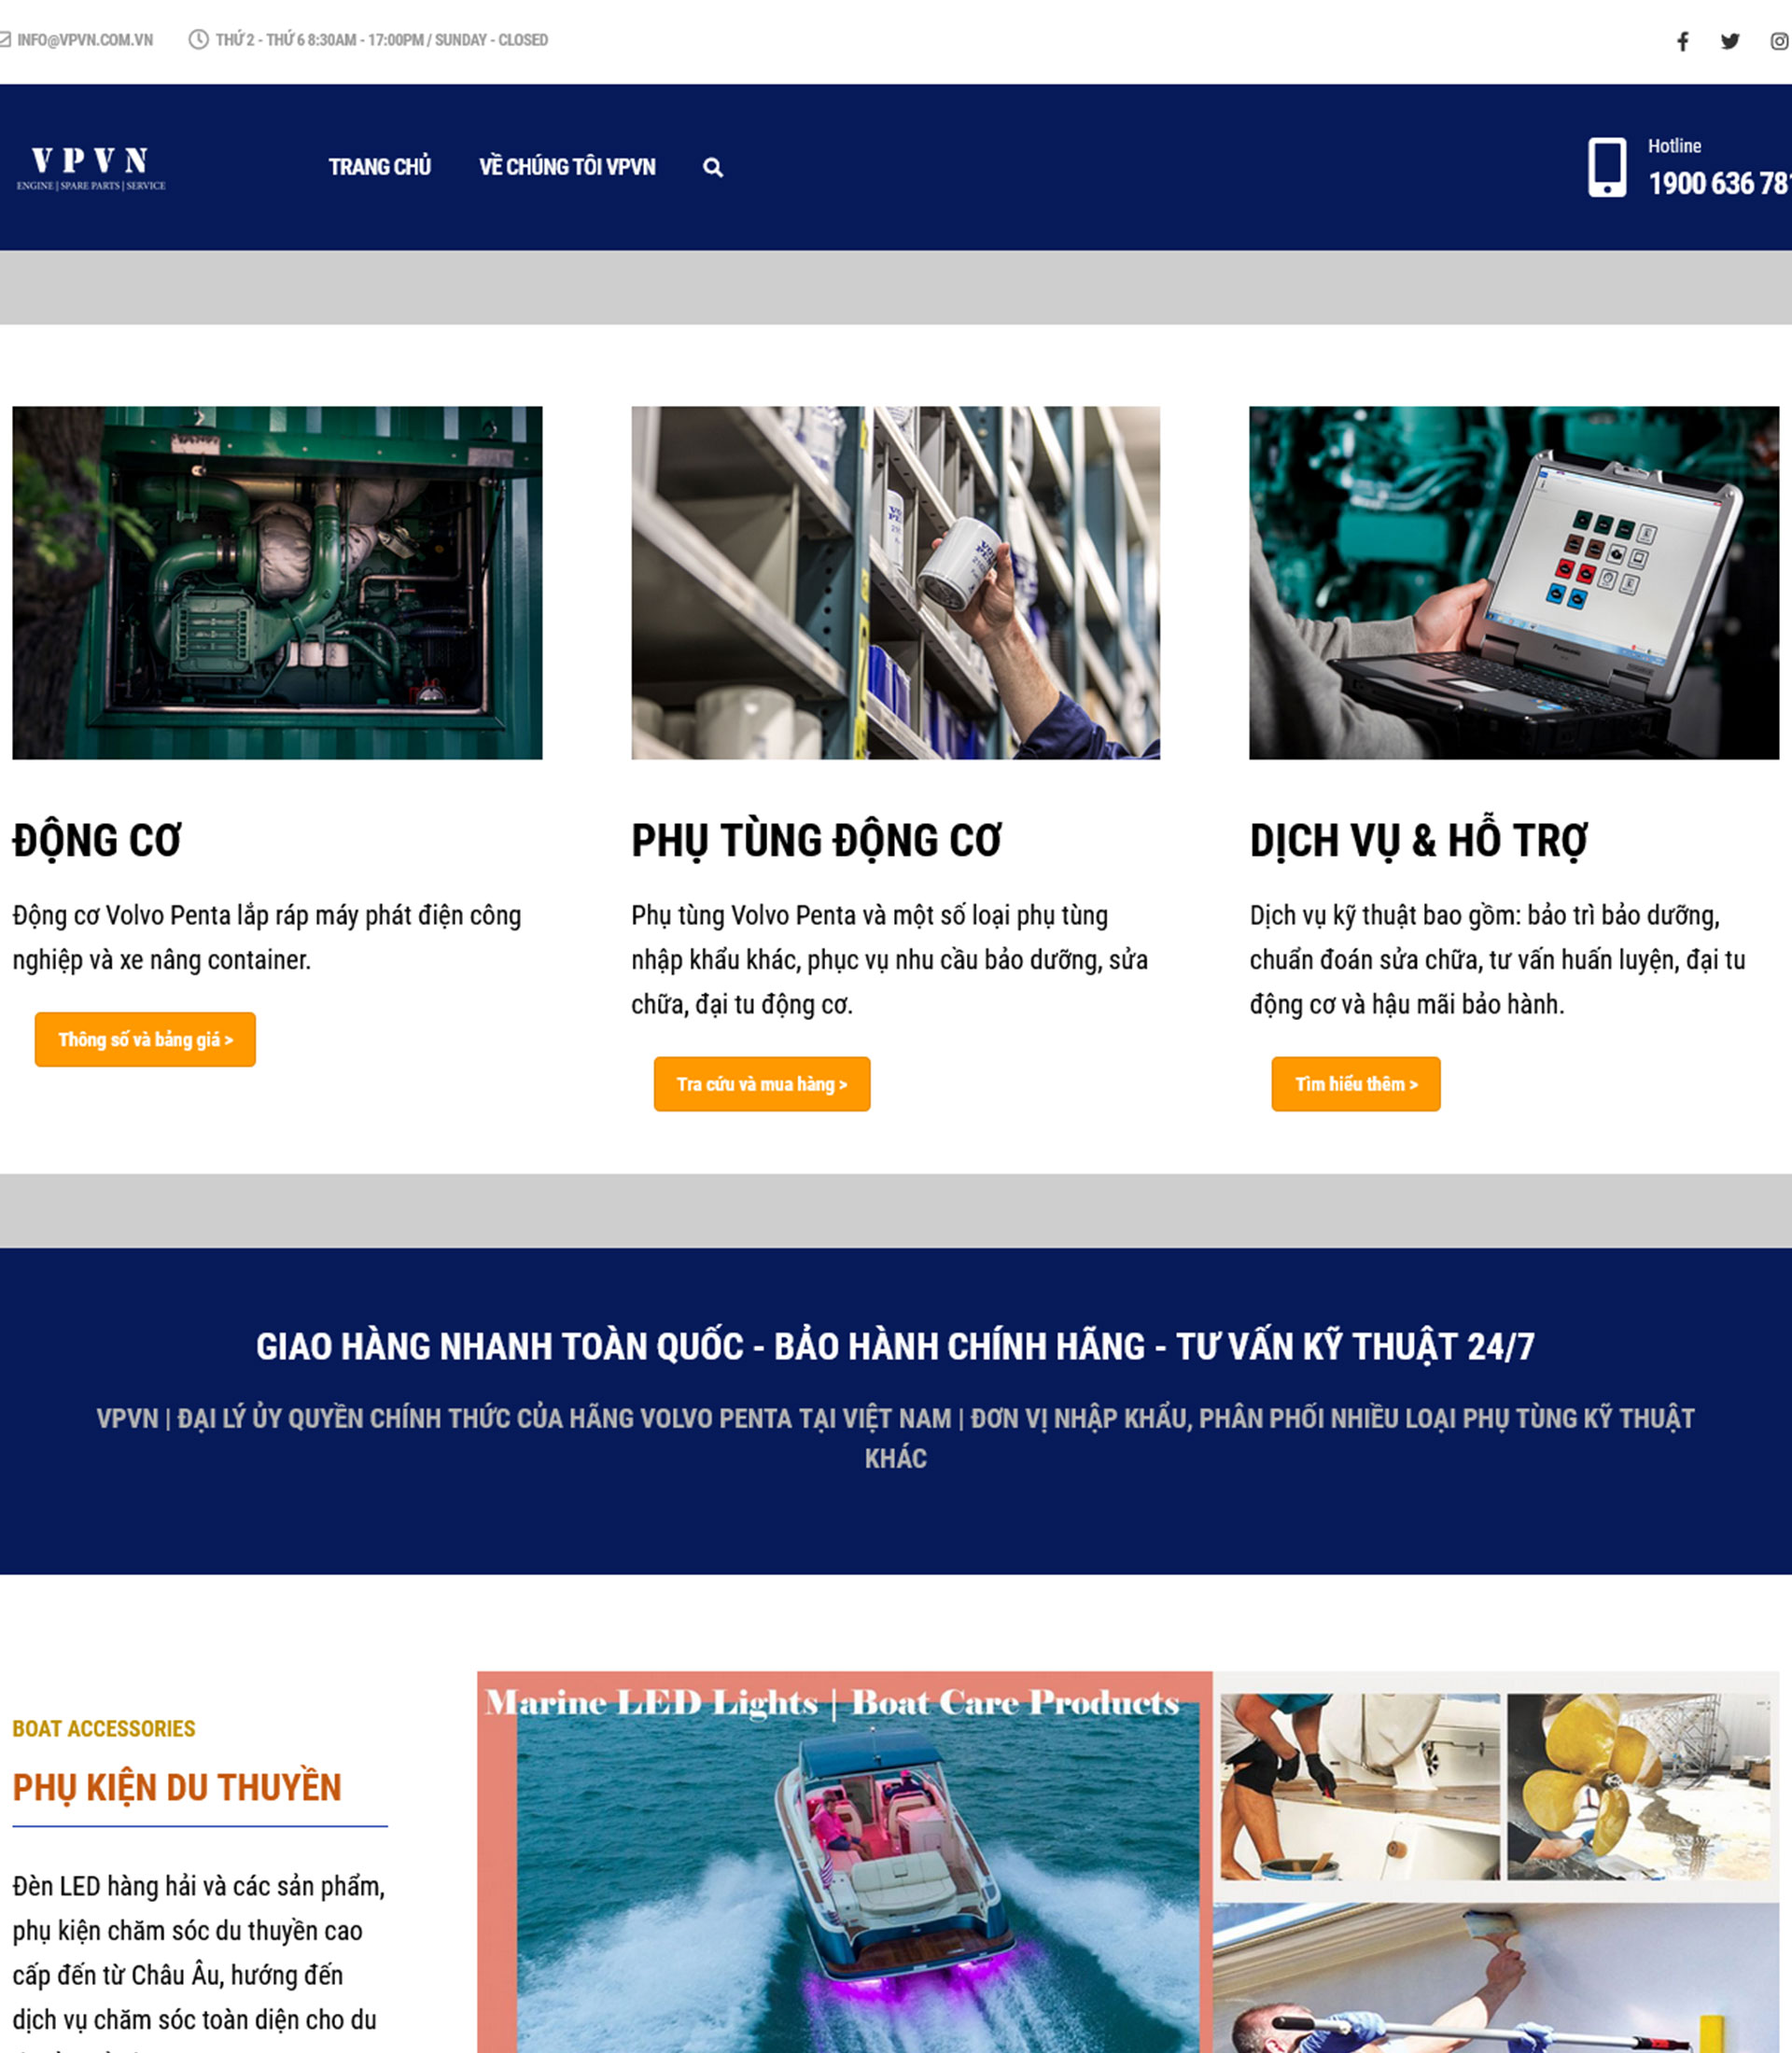 INFO@VPVN.COM.VN
THỨ 2 - THỨ 6 8:30AM - 17:00PM / SUNDAY - CLOSED
VPVN
ENGINE | SPARE PARTS | SERVICE
TRANG CHỦ
VỀ CHÚNG TÔI VPVN
Hotline
1900 636 78
ĐỘNG CƠ
Động cơ Volvo Penta lắp ráp máy phát điện công
nghiệp và xe nâng container.
Thông số và bảng giá >
PHỤ TÙNG ĐỘNG CƠ
Phụ tùng Volvo Penta và một số loại phụ tùng
nhập khẩu khác, phục vụ nhu cầu bảo dưỡng, sửa
chữa, đại tu động cơ.
Tra cứu và mua hàng >
Panasonic
DỊCH VỤ & HỖ TRỢ
Dịch vụ kỹ thuật bao gồm: bảo trì bảo dưỡng,
chuẩn đoán sửa chữa, tư vấn huấn luyện, đại tu
động cơ và hậu mãi bảo hành.
Tìm hiểu thêm >
GIAO HÀNG NHANH TOÀN QUỐC - BẢO HÀNH CHÍNH HÃNG - TƯ VẤN KỸ THUẬT 24/7
VPVN | ĐẠI LÝ ỦY QUYỀN CHÍNH THỨC CỦA HÃNG VOLVO PENTA TẠI VIỆT NAM | ĐƠN VỊ NHẬP KHẨU, PHÂN PHỐI NHIỀU LOẠI PHỤ TÙNG KỸ THUẬT
KHÁC
BOAT ACCESSORIES
PHỤ KIỆN DU THUYỀN
Đèn LED hàng hải và các sản phẩm,
phụ kiện chăm sóc du thuyền cao
cấp đến từ Châu Âu, hướng đến
dịch vụ chăm sóc toàn diện cho du
Marine LED Lights | Boat Care Products